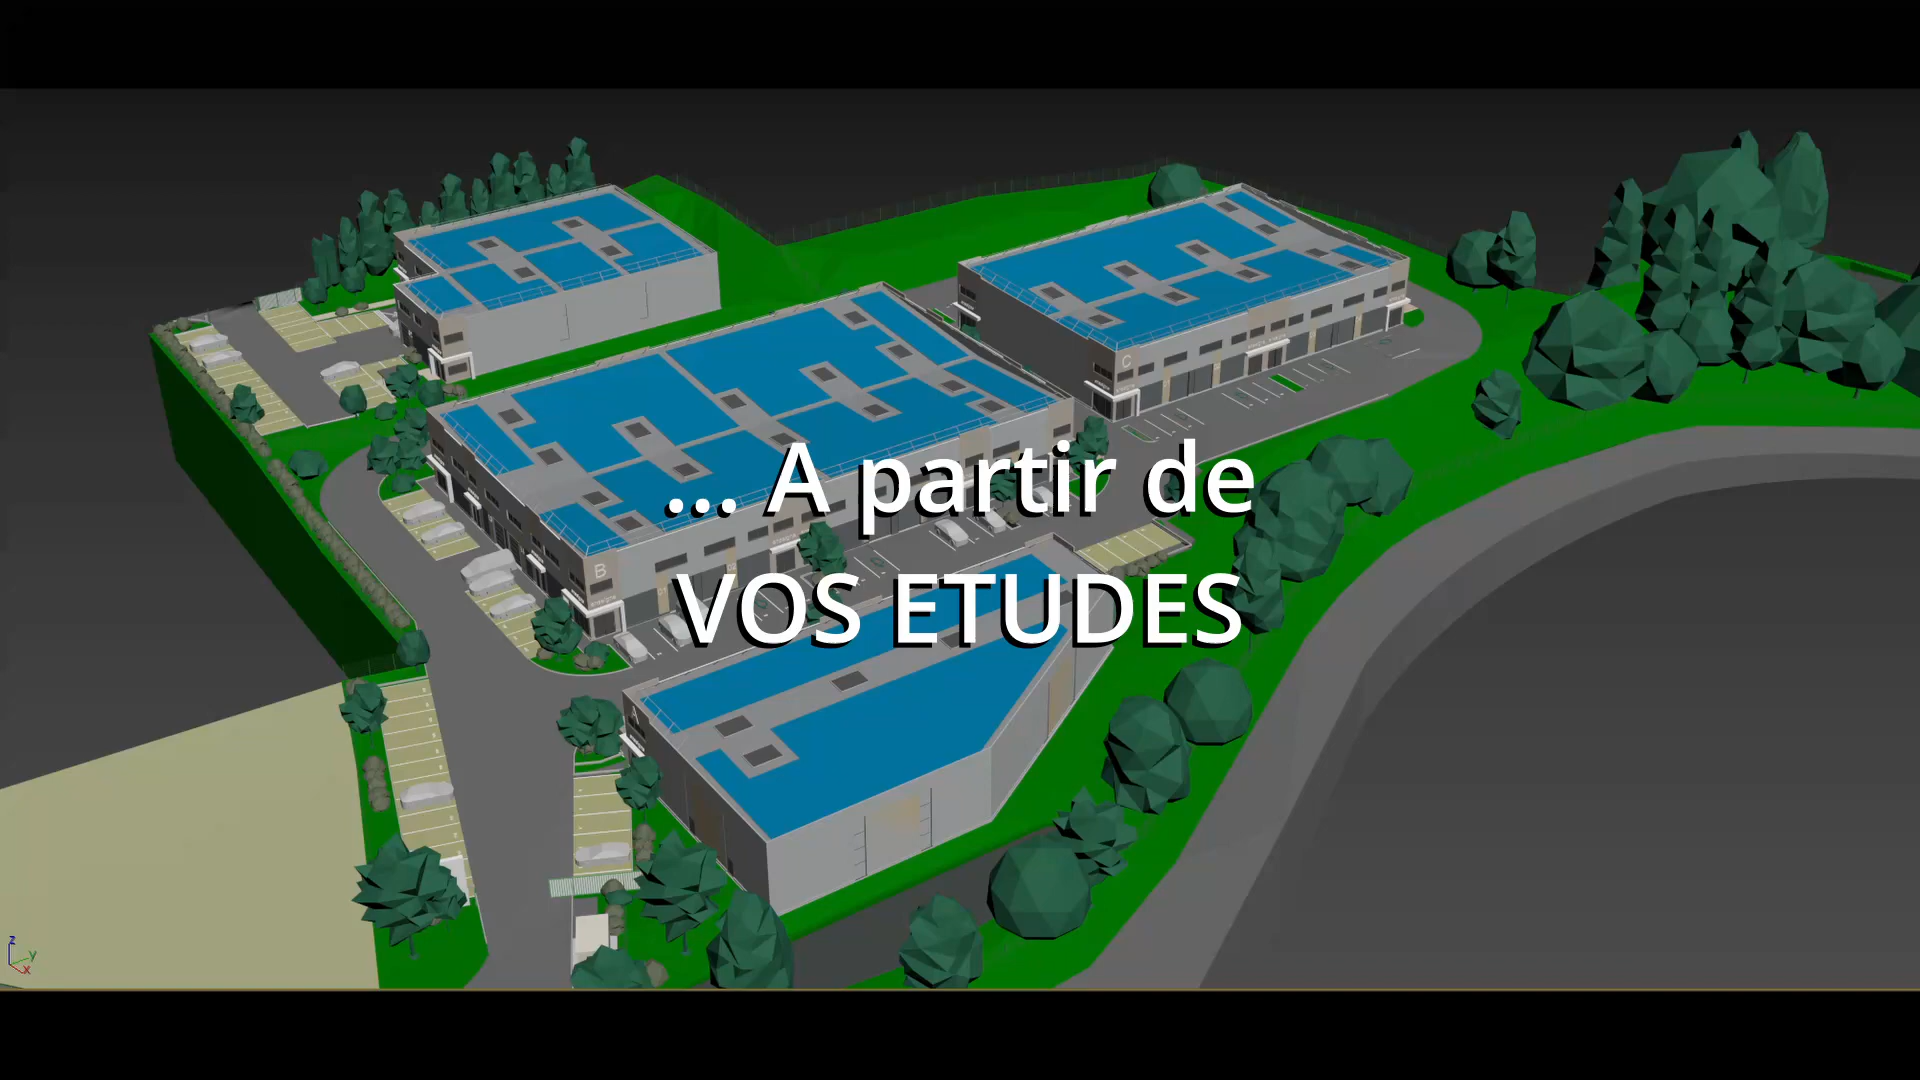 ... A partir de
VOS ETUDES
C
B
A
z
y
x